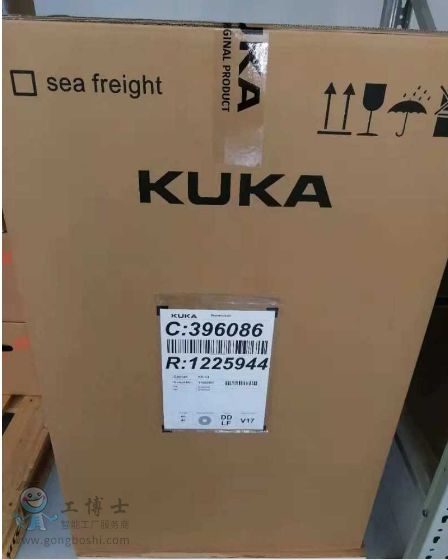 KUKA
ORIGINAL PRODUCT
sea freight
KUKA
KUKA
C:396086
R:1225944
DD
LF
V17
工博士
智能工厂服务商
www.gongboshi.com